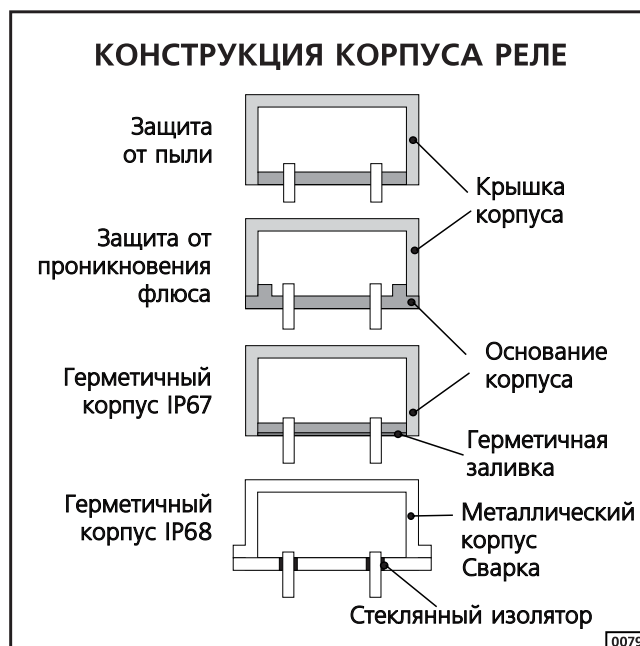 КОНСТРУКЦИЯ КОРПУСА РЕЛЕ
Защита
от пыли
Крышка
корпуса
Защита от
проникновения
флюса
Основание
корпуса
Герметичный
корпус IP67
Герметичная
заливка
Герметичный
корпус IP68
Металлический
корпус
Сварка
Стеклянный изолятор
0079